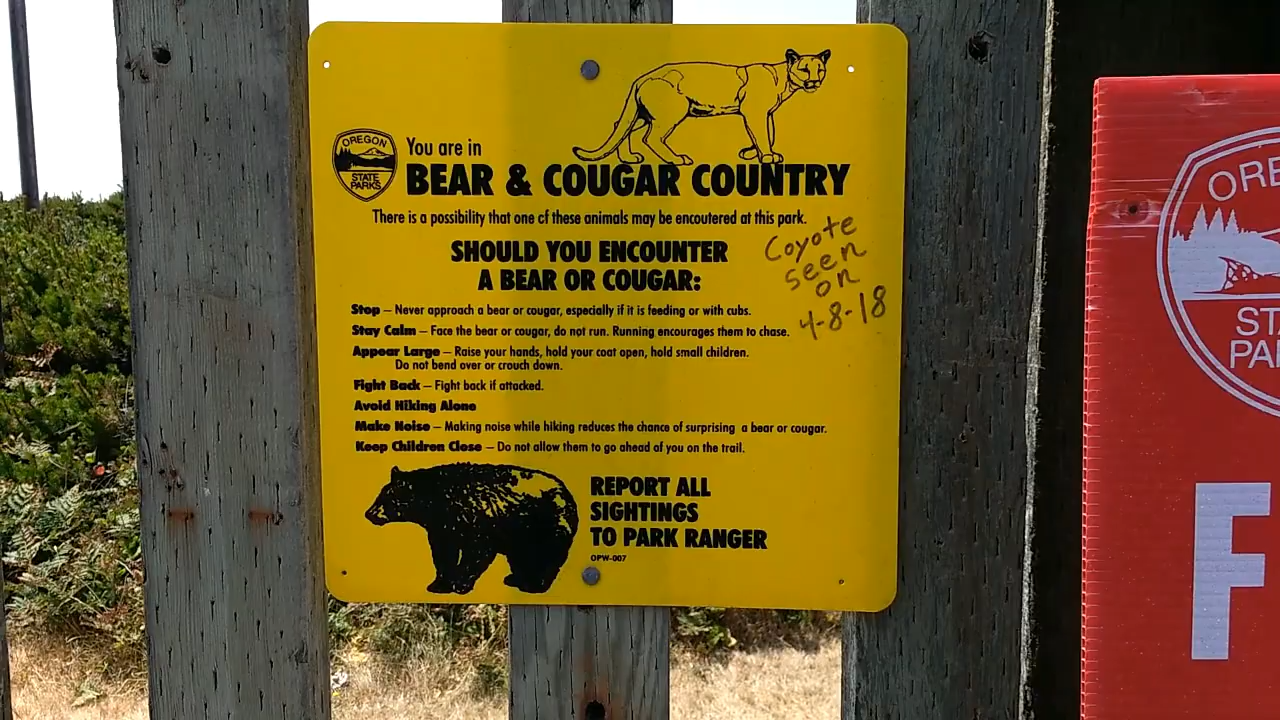 OREGON
STATE
PARKS
You are in
BEAR & COUGAR COUNTRY
There is a possibility that one of these animals may be encoutered at this park.
SHOULD YOU ENCOUNTER
A BEAR OR COUGAR:
Coyote
seen
on
4-8-18
Stop – Never approach a bear or cougar, especially if it is feeding or with cubs.
Stay Calm – Face the bear or cougar, do not run. Running encourages them to chase.
Appear Large – Raise your hands, hold your coat open, hold small children.
Do not bend over or crouch down.
Fight Back – Fight back if attacked.
Avoid Hiking Alone
Make Noise – Making noise while hiking reduces the chance of surprising a bear or cougar.
Keep Children Close – Do not allow them to go ahead of you on the trail.
REPORT ALL
SIGHTINGS
TO PARK RANGER
OPW-007
ORE
STA
PAR
F